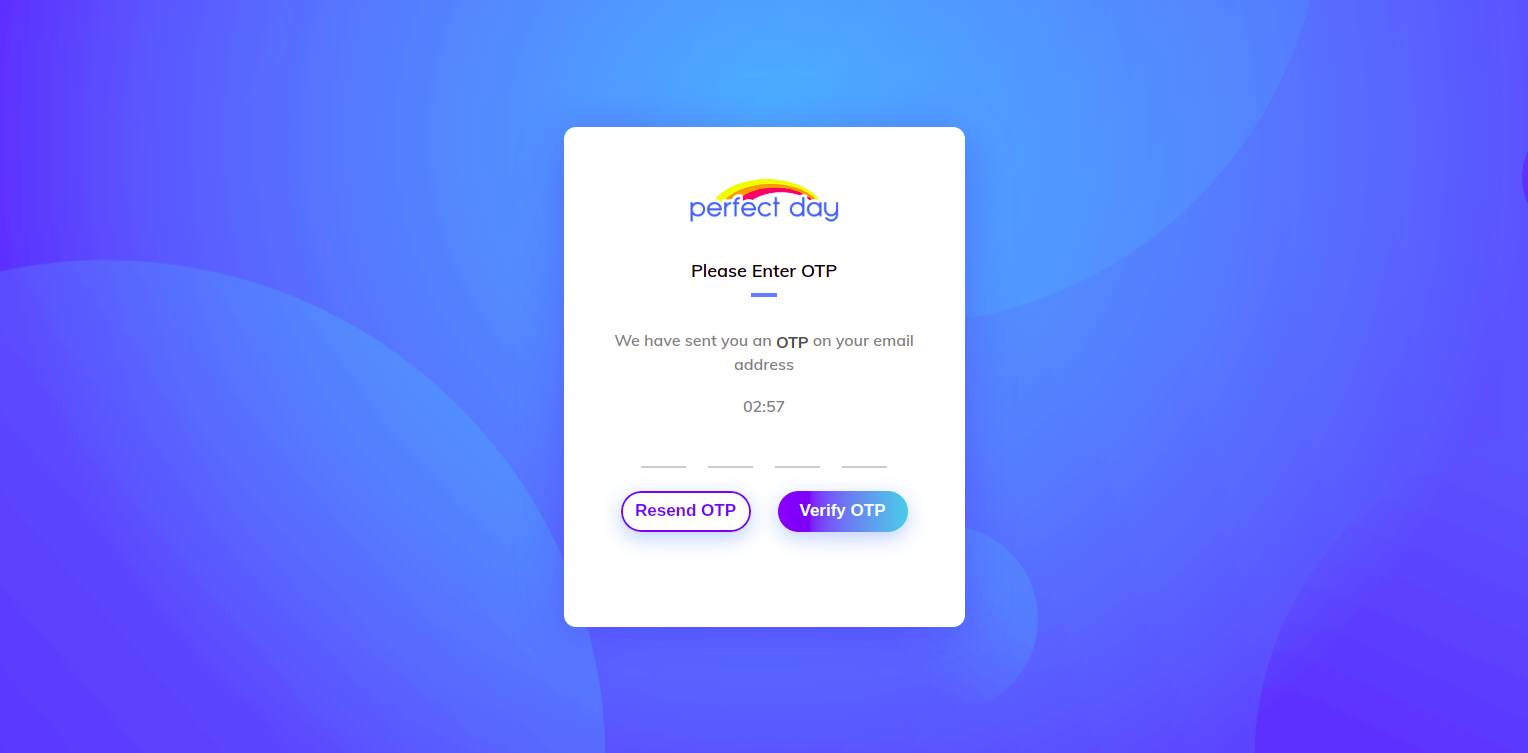 perfect day
Please Enter OTP
We have sent you an OTP on your email
address
02:57
Resend OTP
Verify OTP